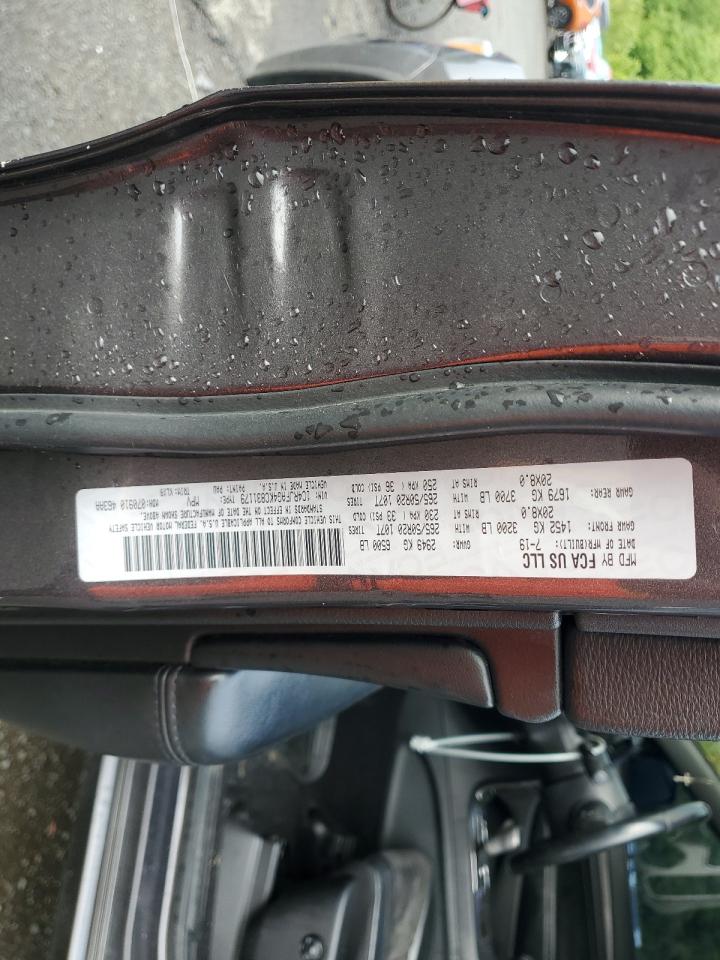 MFD BY FCA US LLC
DATE OF MFR(BUILT): 7-19 GVWR: 2949 KG 6500 LB
GAWR FRONT: 1452 KG 3200 LB
20X8.0 RIMS AT 230 KPA( 33 PSI) COLD
WITH 265/50R20 107T TIRES
GAWR REAR: 1679 KG 3700 LB WITH 265/50R20 107T TIRES
20X8.0 RIMS AT 250 KPA( 36 PSI) COLD
THIS VEHICLE CONFORMS TO ALL APPLICABLE U.S.A. FEDERAL MOTOR VEHICLE SAFETY
STANDARDS IN EFFECT ON THE DATE OF MANUFACTURE SHOWN ABOVE.
VIN: TYPE: MPV MDH:070910 463AA
VEHICLE MADE IN U.S.A. PAINT: PAU TRIM: